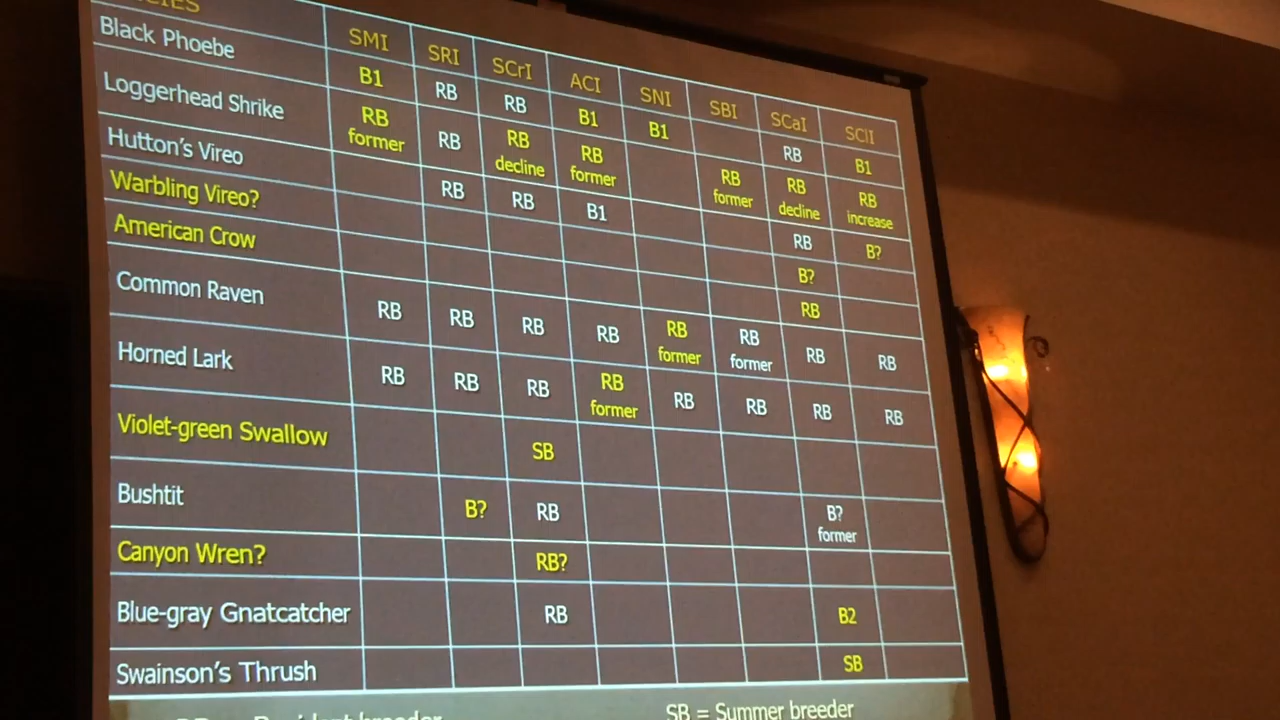 SMI SRI SCrI ACI SNI SBI SCaI SClI
Black Phoebe B1 RB RB B1 B1 RB B1
Loggerhead Shrike RB former RB RB decline RB former RB former RB decline RB increase
Hutton's Vireo RB RB B1 RB B?
Warbling Vireo? B?
American Crow RB
Common Raven RB RB RB RB RB former RB former RB RB
Horned Lark RB RB RB RB former RB RB RB RB
Violet-green Swallow SB
Bushtit B? RB B? former
Canyon Wren? RB?
Blue-gray Gnatcatcher RB B2
Swainson's Thrush SB
Resident breeder SB = Summer breeder